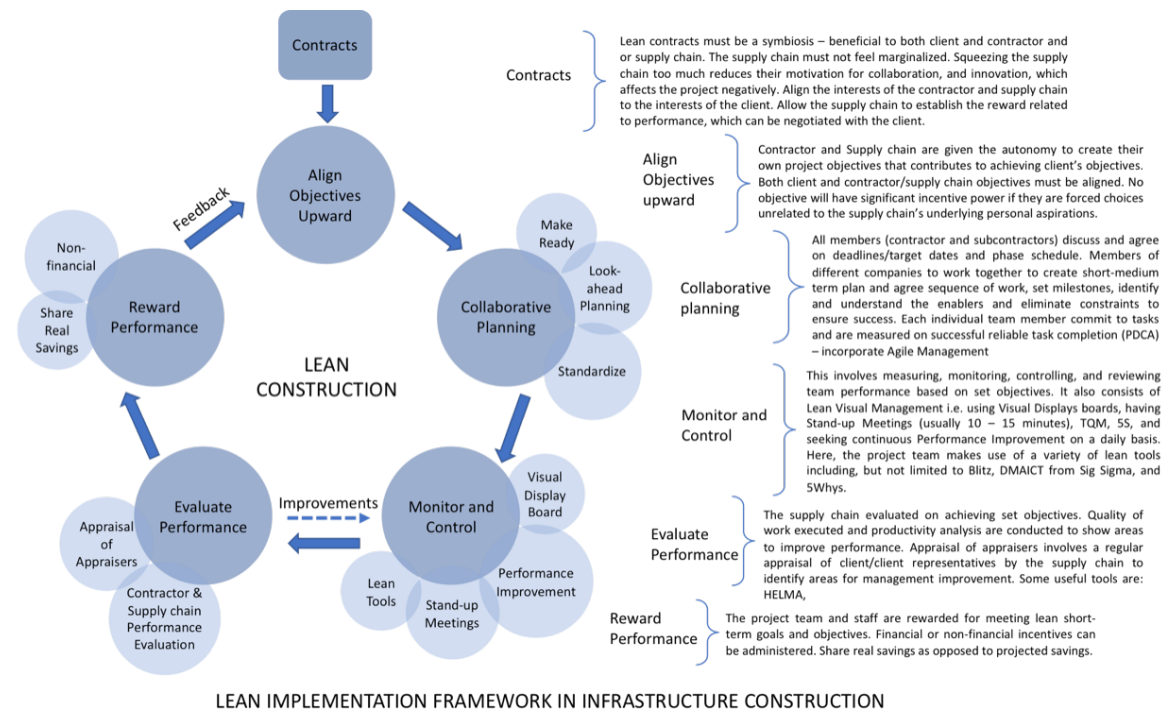 Contracts
Align
Objectives
Upward
Feedback
Make
Ready
Look-
ahead
Planning
Collaborative
Planning
Standardize
Non-
financial
Share
Real
Savings
Reward
Performance
LEAN
CONSTRUCTION
Evaluate
Performance
Improvements
Monitor and
Control
Visual
Display
Board
Appraisal
of
Appraisers
Contractor &
Supply chain
Performance
Evaluation
Lean
Tools
Stand-up
Meetings
Performance
Improvement
Contracts
Lean contracts must be a symbiosis – beneficial to both client and contractor and
or supply chain. The supply chain must not feel marginalized. Squeezing the supply
chain too much reduces their motivation for collaboration, and innovation, which
affects the project negatively. Align the interests of the contractor and supply chain
to the interests of the client. Allow the supply chain to establish the reward related
to performance, which can be negotiated with the client.
Align
Objectives
upward
Contractor and Supply chain are given the autonomy to create their
own project objectives that contributes to achieving client's objectives.
Both client and contractor/supply chain objectives must be aligned. No
objective will have significant incentive power if they are forced choices
unrelated to the supply chain's underlying personal aspirations.
Collaborative
planning
All members (contractor and subcontractors) discuss and agree
on deadlines/target dates and phase schedule. Members of
different companies to work together to create short-medium
term plan and agree sequence of work, set milestones, identify
and understand the enablers and eliminate constraints to
ensure success. Each individual team member commit to tasks
and are measured on successful reliable task completion (PDCA)
– incorporate Agile Management
Monitor and
Control
This involves measuring, monitoring, controlling, and reviewing
team performance based on set objectives. It also consists of
Lean Visual Management i.e. using Visual Displays boards, having
Stand-up Meetings (usually 10 – 15 minutes), TQM, 5S, and
seeking continuous Performance Improvement on a daily basis.
Here, the project team makes use of a variety of lean tools
including, but not limited to Blitz, DMAICT from Sig Sigma, and
5Whys.
Evaluate
Performance
The supply chain evaluated on achieving set objectives. Quality of
work executed and productivity analysis are conducted to show areas
to improve performance. Appraisal of appraisers involves a regular
appraisal of client/client representatives by the supply chain to
identify areas for management improvement. Some useful tools are:
HELMA,
Reward
Performance
The project team and staff are rewarded for meeting lean short-
term goals and objectives. Financial or non-financial incentives can
be administered. Share real savings as opposed to projected savings.
LEAN IMPLEMENTATION FRAMEWORK IN INFRASTRUCTURE CONSTRUCTION